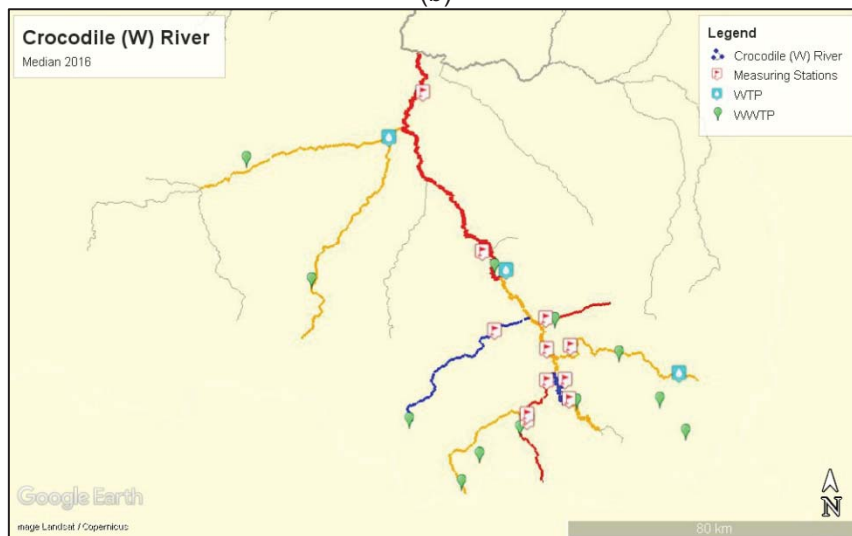 (b)
Crocodile (W) River
Median 2016
Legend
Crocodile (W) River
Measuring Stations
WTP
WWTP
Google Earth
mage Landsat / Copernicus
N
80 km